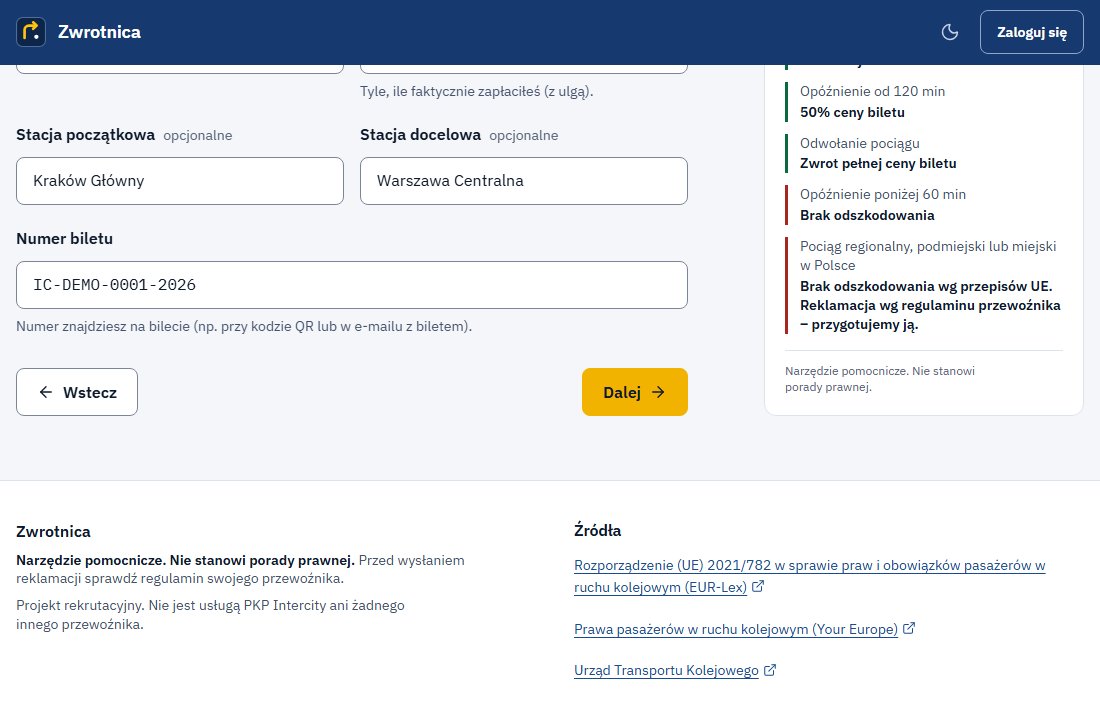 Zwrotnica
Zaloguj się
Tyle, ile faktycznie zapłaciłeś (z ulgą).
Stacja początkowa opcjonalne
Stacja docelowa opcjonalne
Kraków Główny
Warszawa Centralna
Numer biletu
IC-DEMO-0001-2026
Numer znajdziesz na bilecie (np. przy kodzie QR lub w e-mailu z biletem).
Wstecz
Dalej
Opóźnienie od 120 min
50% ceny biletu
Odwołanie pociągu
Zwrot pełnej ceny biletu
Opóźnienie poniżej 60 min
Brak odszkodowania
Pociąg regionalny, podmiejski lub miejski
w Polsce
Brak odszkodowania wg przepisów UE.
Reklamacja wg regulaminu przewoźnika
– przygotujemy ją.
Narzędzie pomocnicze. Nie stanowi
porady prawnej.
Zwrotnica
Narzędzie pomocnicze. Nie stanowi porady prawnej. Przed wysłaniem
reklamacji sprawdź regulamin swojego przewoźnika.
Projekt rekrutacyjny. Nie jest usługą PKP Intercity ani żadnego
innego przewoźnika.
Źródła
Rozporządzenie (UE) 2021/782 w sprawie praw i obowiązków pasażerów w
ruchu kolejowym (EUR-Lex)
Prawa pasażerów w ruchu kolejowym (Your Europe)
Urząd Transportu Kolejowego